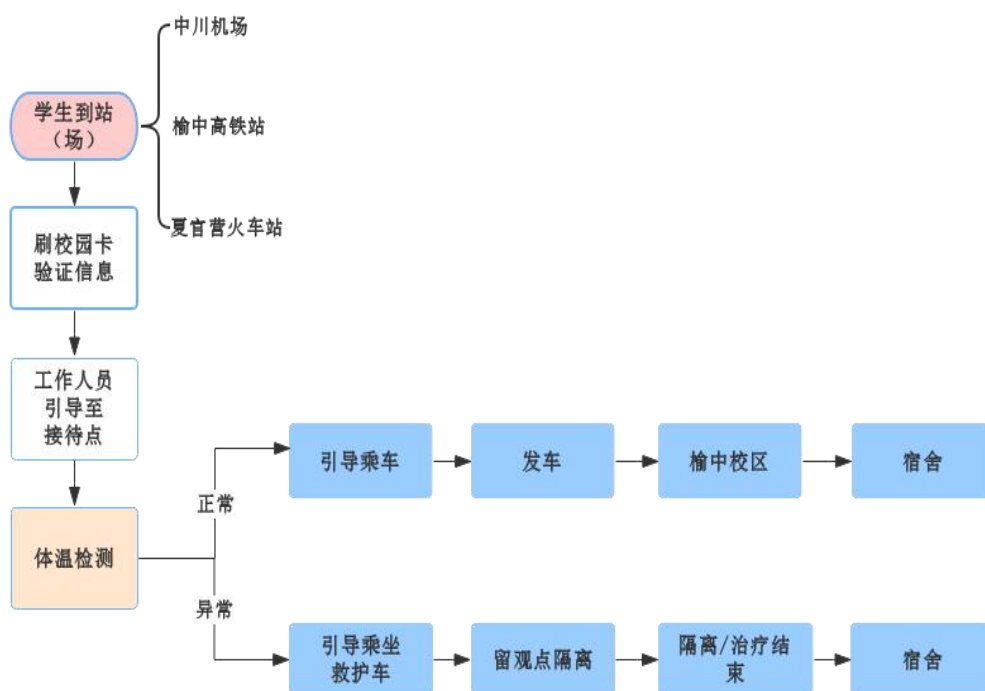 中川机场
学生到站
（场）
榆中高铁站
夏官营火车站
刷校园卡
验证信息
工作人员
引导至
接待点
引导乘车
发车
榆中校区
宿舍
正常
体温检测
异常
引导乘坐
救护车
留观点隔离
隔离/治疗结
束
宿舍